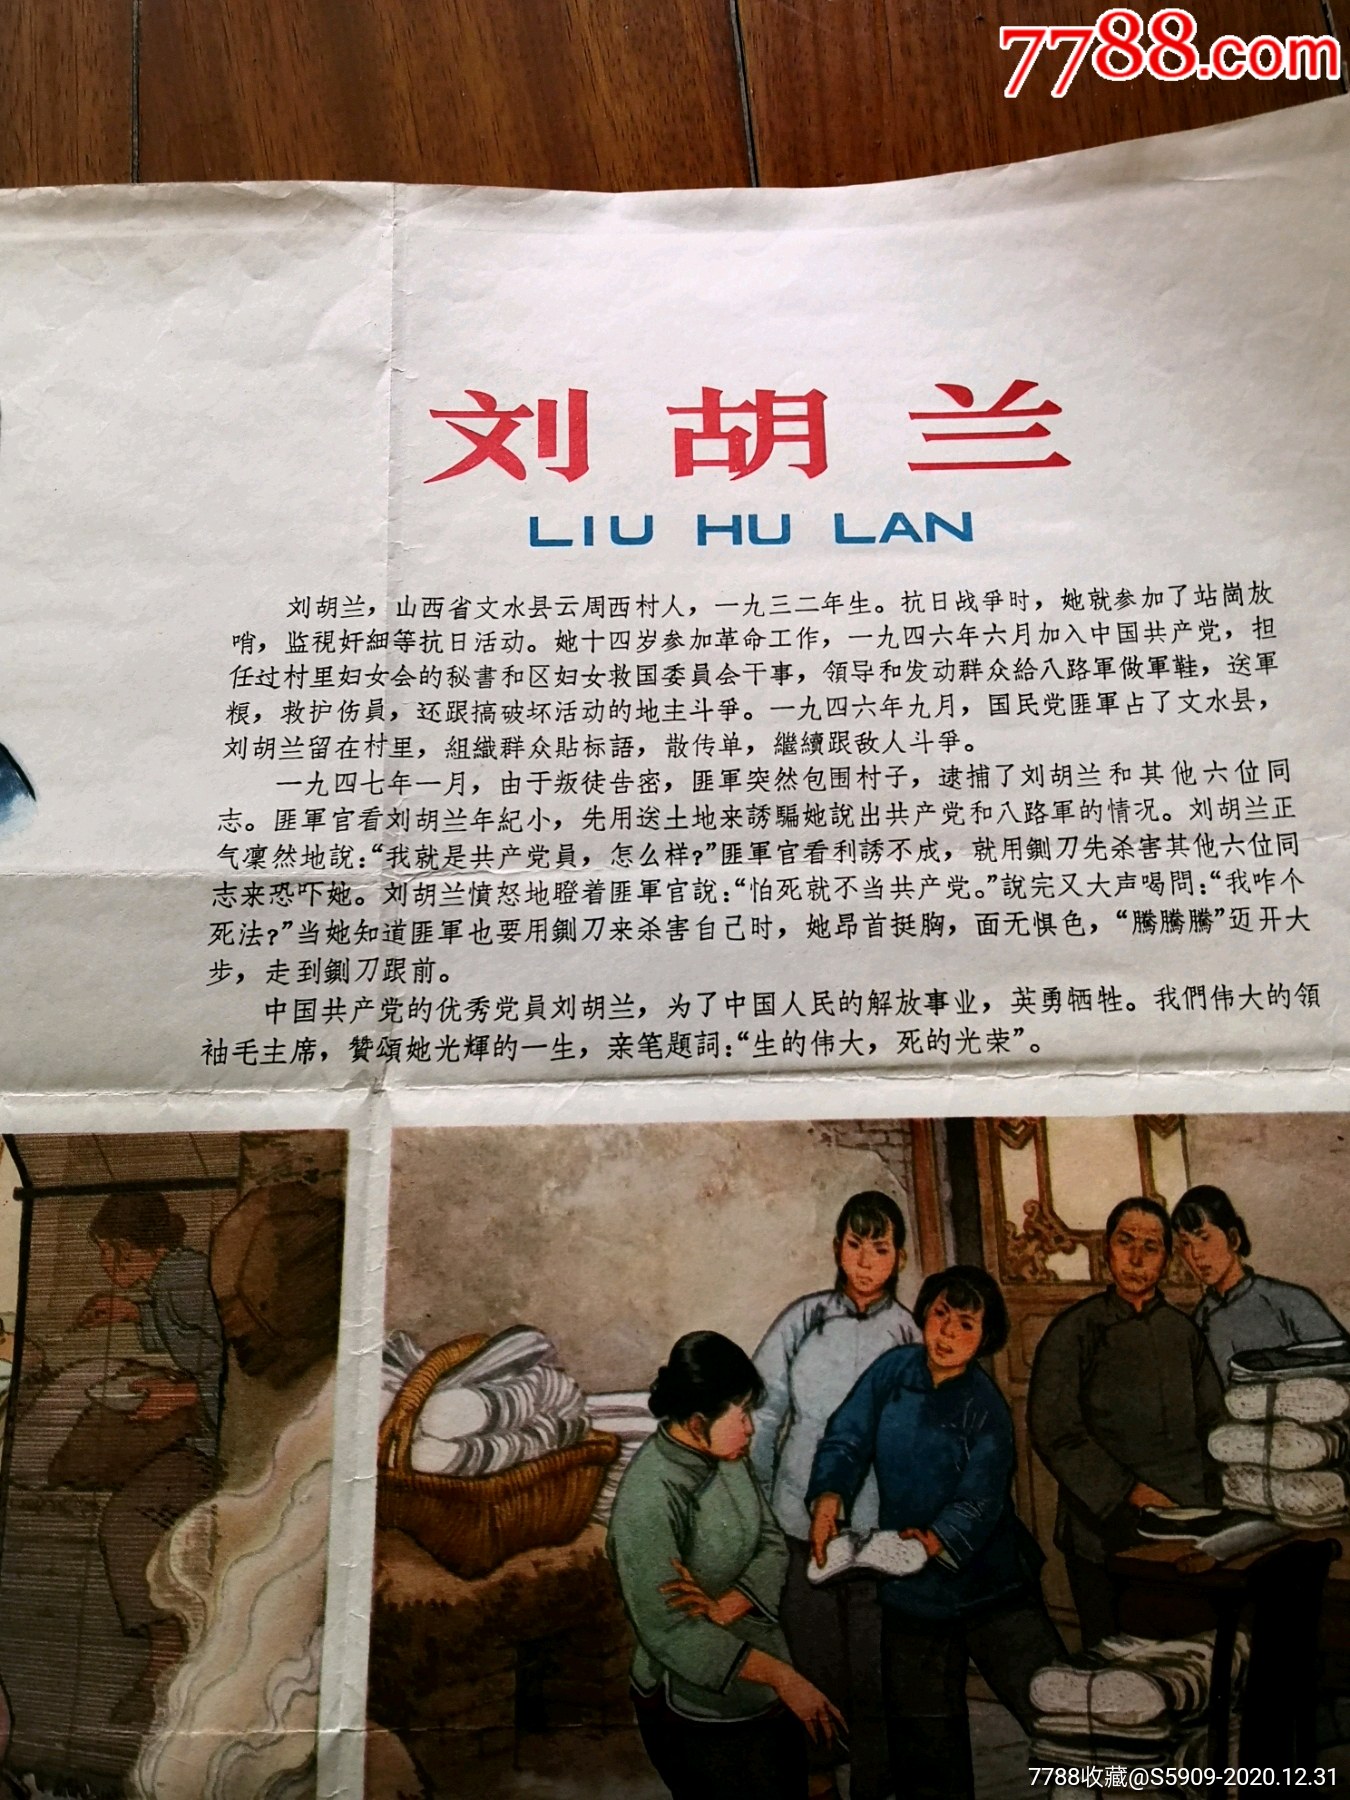 7788.com
刘胡兰
LIU HU LAN
刘胡兰，山西省文水县云周西村人，一九三二年生。抗日战爭时，她就参加了站崗放
哨，监視奸細等抗日活动。她十四岁参加革命工作，一九四六年六月加入中国共产党，担
任过村里妇女会的秘書和区妇女救国委員会干事，領导和发动群众給八路軍做軍鞋，送軍
粮，救护伤員，还跟搞破坏活动的地主斗爭。一九四六年九月，国民党匪軍占了文水县，
刘胡兰留在村里，組織群众貼标語，散传单，繼續跟敌人斗爭。
一九四七年一月，由于叛徒告密，匪軍突然包围村子，逮捕了刘胡兰和其他六位同
志。匪軍官看刘胡兰年紀小，先用送土地来誘騙她說出共产党和八路軍的情况。刘胡兰正
气凜然地說：“我就是共产党員，怎么样？”匪軍官看利誘不成，就用鍘刀先杀害其他六位同
志来恐吓她。刘胡兰憤怒地瞪着匪軍官說：“怕死就不当共产党。”說完又大声喝問：“我咋个
死法？”当她知道匪軍也要用鍘刀来杀害自己时，她昂首挺胸，面无惧色，“騰騰騰”迈开大
步，走到鍘刀跟前。
中国共产党的优秀党員刘胡兰，为了中国人民的解放事业，英勇牺牲。我們伟大的領
袖毛主席，贊頌她光輝的一生，亲笔题詞：“生的伟大，死的光荣”。
7788收藏@S5909-2020.12.31